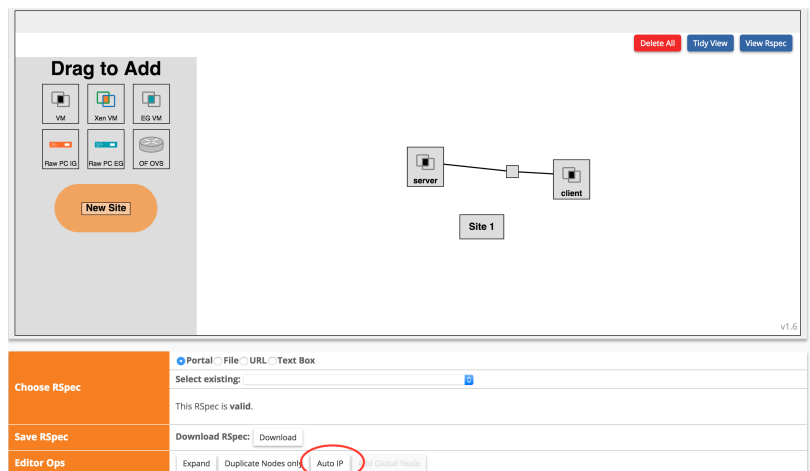 Delete All Tidy View View Rspec
Drag to Add
VM Xen VM EG VM
Raw PC IG Raw PC EG OF OVS
New Site
server
client
Site 1
v1.6
Choose RSpec
Portal File URL Text Box
Select existing:
This RSpec is valid.
Save RSpec Download RSpec: Download
Editor Ops Expand Duplicate Nodes only Auto IP Add Global Node